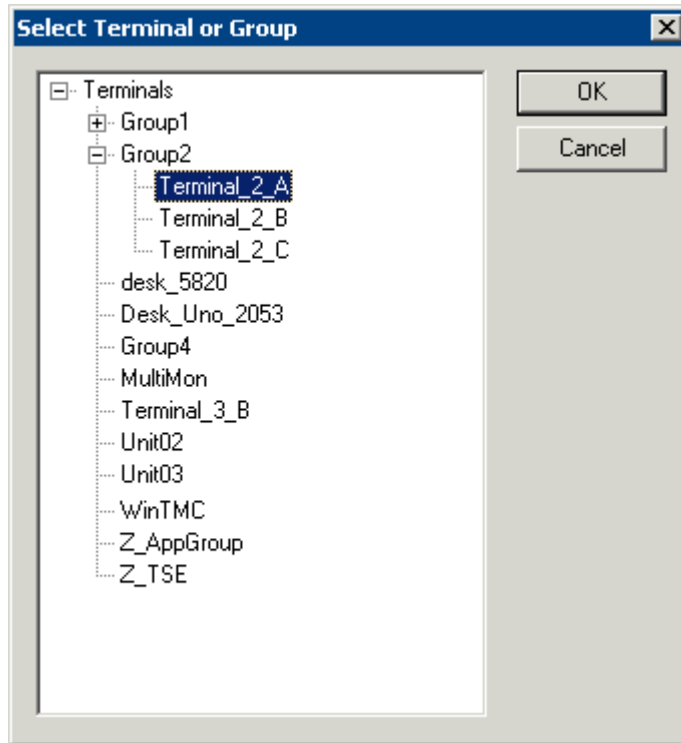 Select Terminal or Group
Terminals
OK
Group1
Group2
Cancel
Terminal_2_A
Terminal_2_B
Terminal_2_C
desk_5820
Desk_Uno_2053
Group4
MultiMon
Terminal_3_B
Unit02
Unit03
WinTMC
Z_AppGroup
Z_TSE